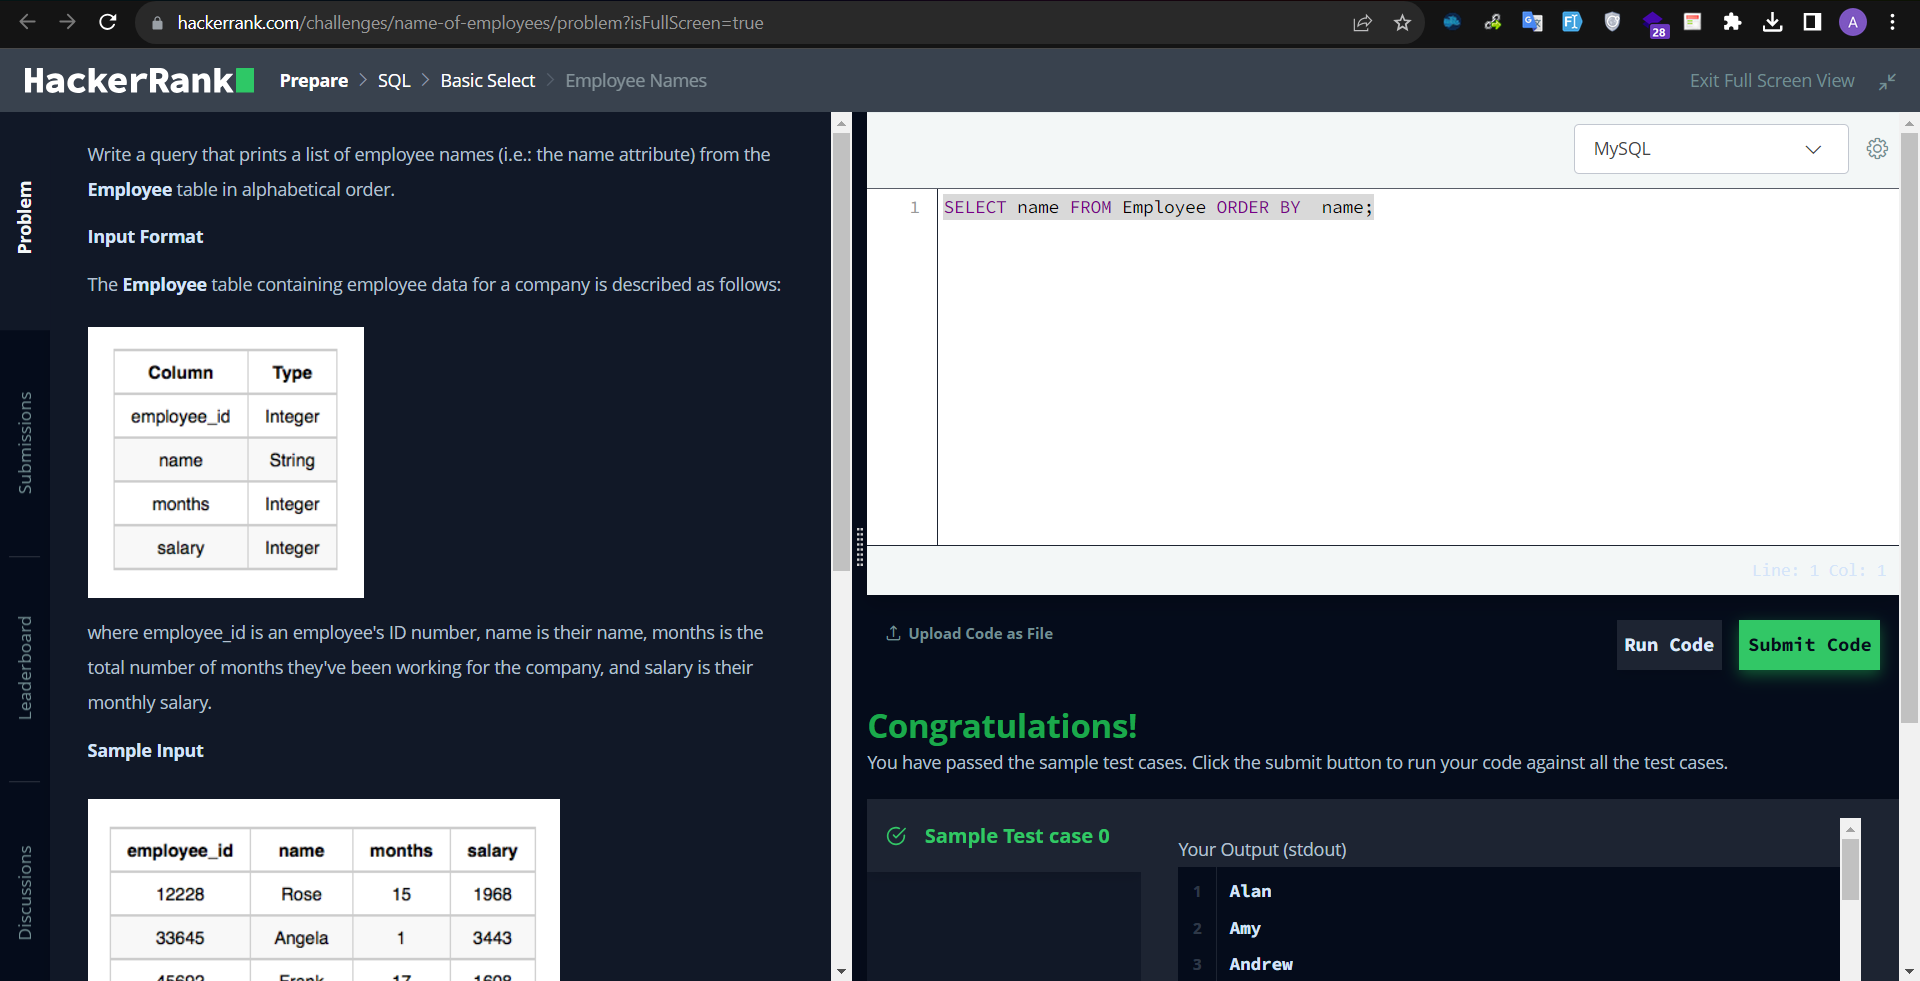 hackerrank.com/challenges/name-of-employees/problem?isFullScreen=true
28
A
HackerRank
Prepare > SQL > Basic Select > Employee Names
Exit Full Screen View
Problem
Submissions
Leaderboard
Discussions
Write a query that prints a list of employee names (i.e.: the name attribute) from the
Employee table in alphabetical order.
Input Format
The Employee table containing employee data for a company is described as follows:
Column Type
employee_id Integer
name String
months Integer
salary Integer
where employee_id is an employee's ID number, name is their name, months is the
total number of months they've been working for the company, and salary is their
monthly salary.
Sample Input
employee_id name months salary
12228 Rose 15 1968
33645 Angela 1 3443
45692 Frank 17 1608
MySQL
1 SELECT name FROM Employee ORDER BY  name;
Line: 1 Col: 1
Upload Code as File
Run Code
Submit Code
Congratulations!
You have passed the sample test cases. Click the submit button to run your code against all the test cases.
Sample Test case 0
Your Output (stdout)
1 Alan
2 Amy
3 Andrew